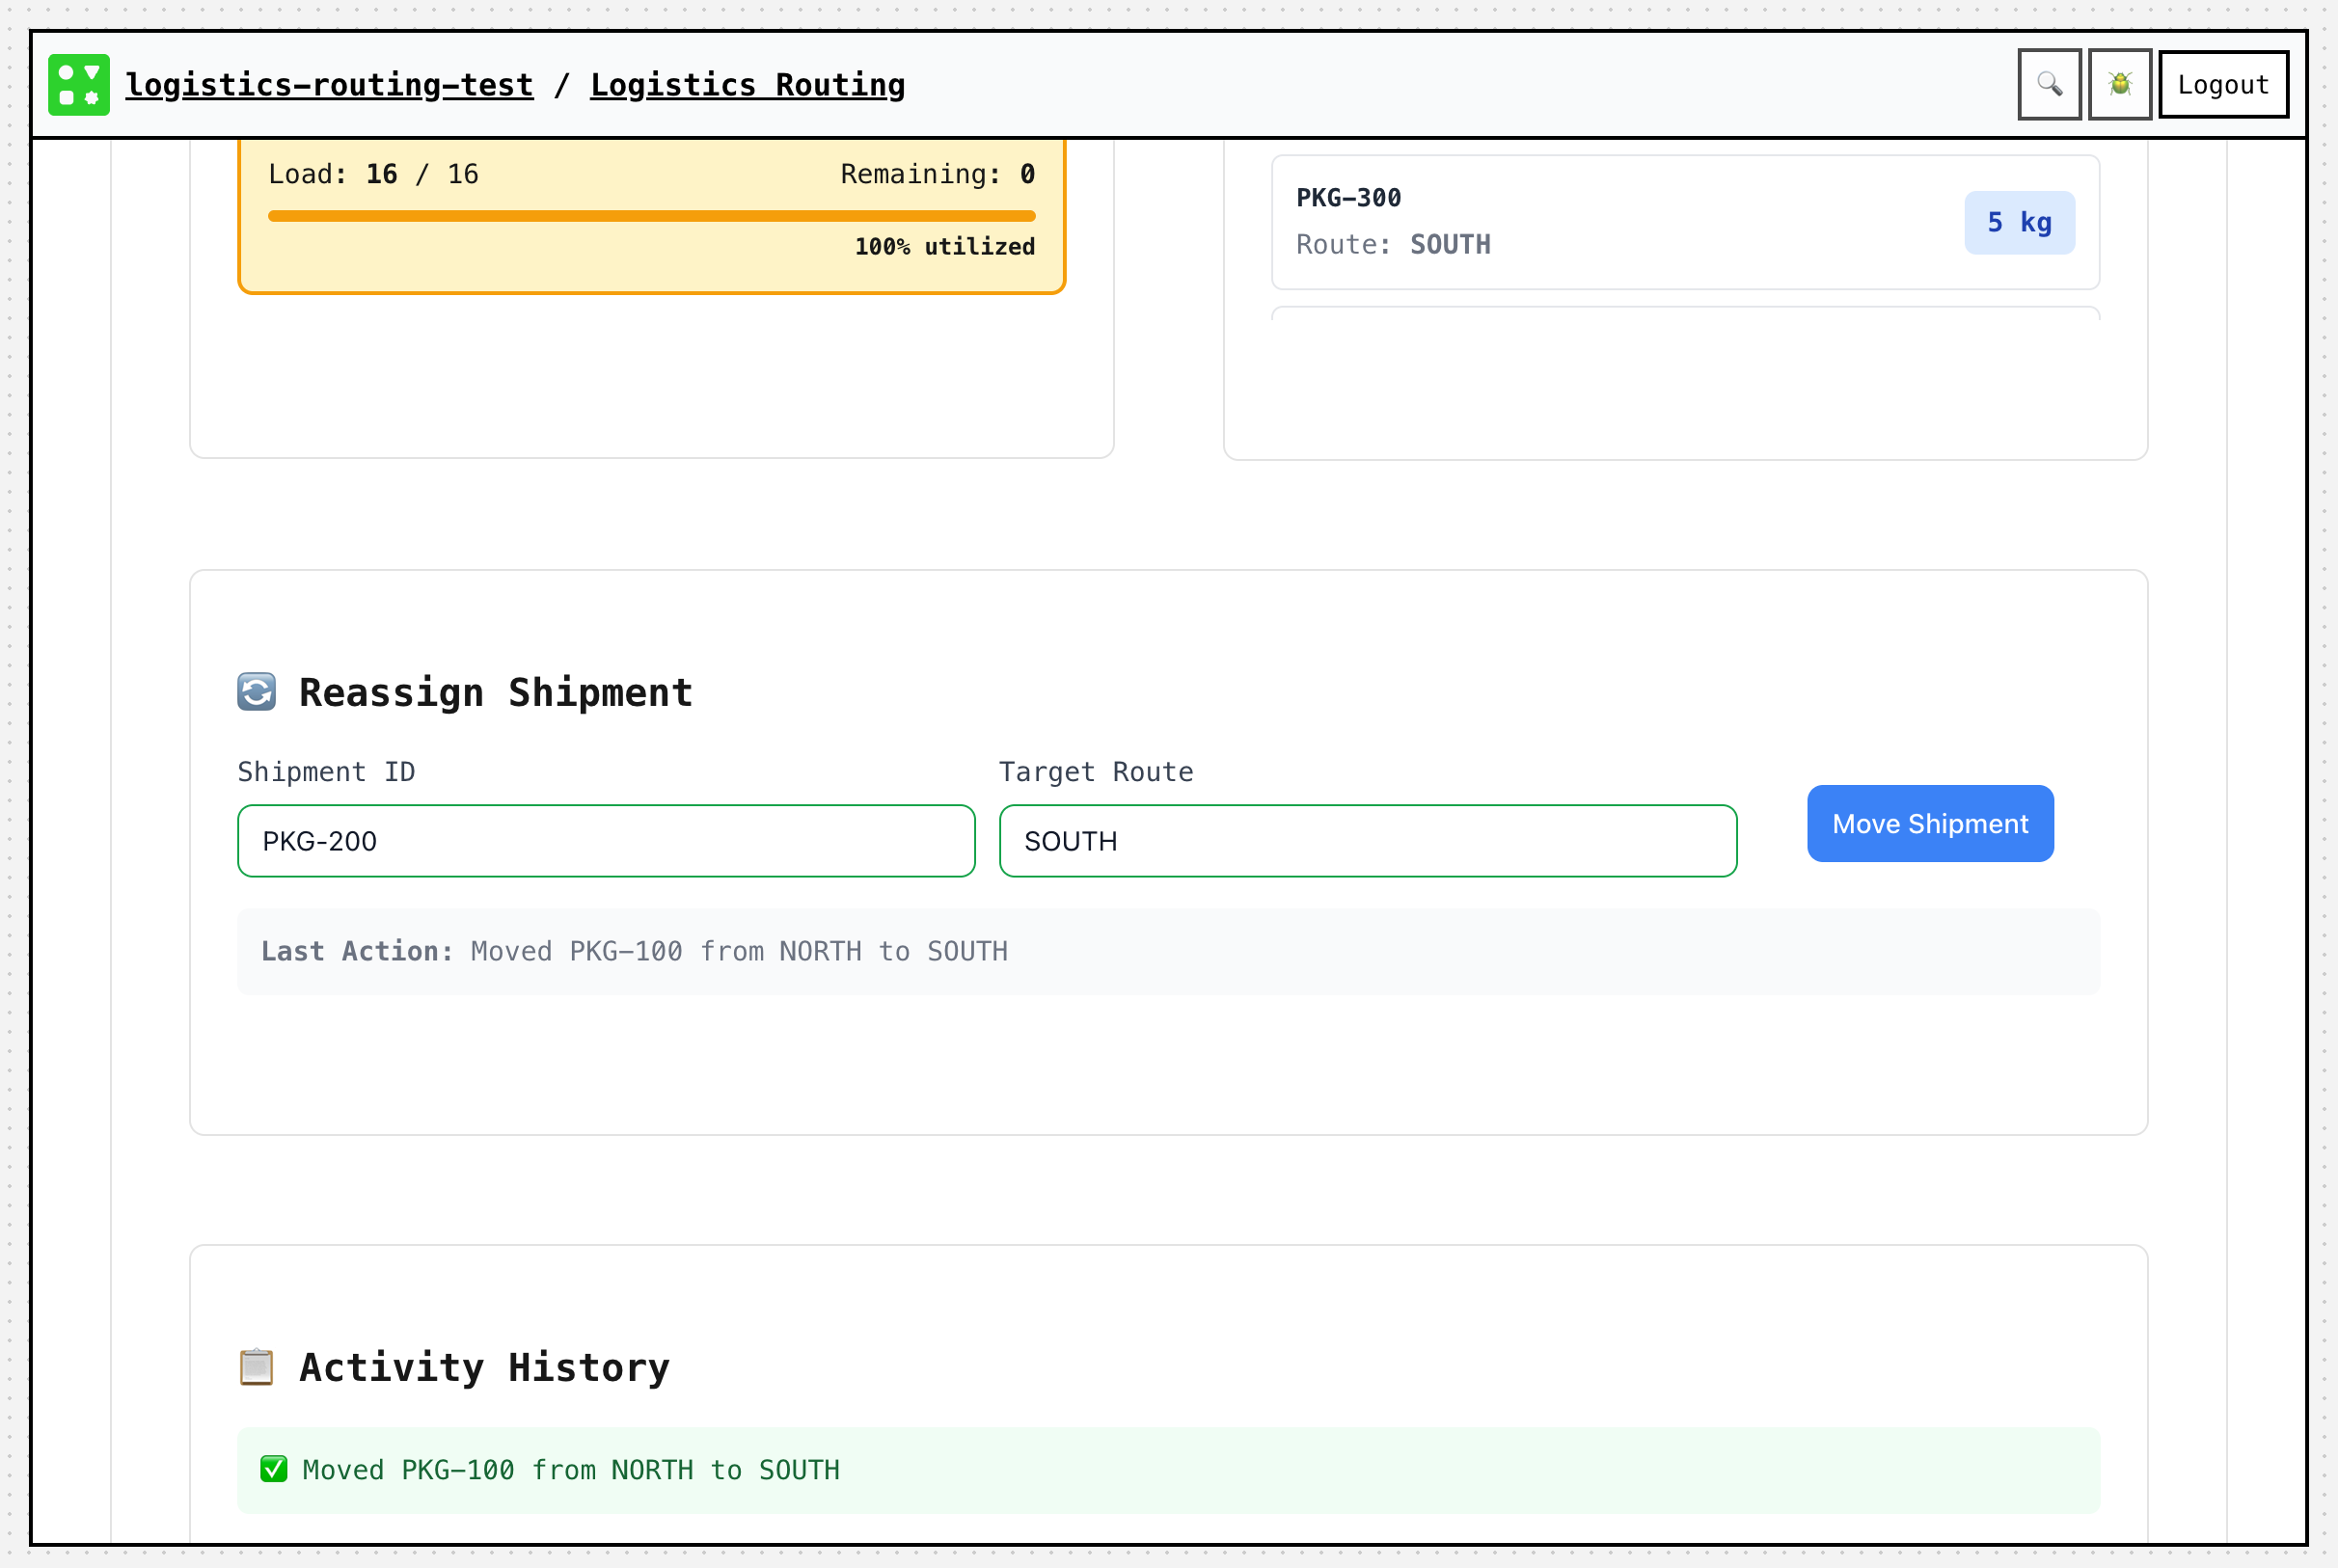 logistics-routing-test / Logistics Routing
Logout
Load: 16 / 16
Remaining: 0
100% utilized
PKG-300
Route: SOUTH
5 kg
Reassign Shipment
Shipment ID
Target Route
PKG-200
SOUTH
Move Shipment
Last Action: Moved PKG-100 from NORTH to SOUTH
Activity History
Moved PKG-100 from NORTH to SOUTH